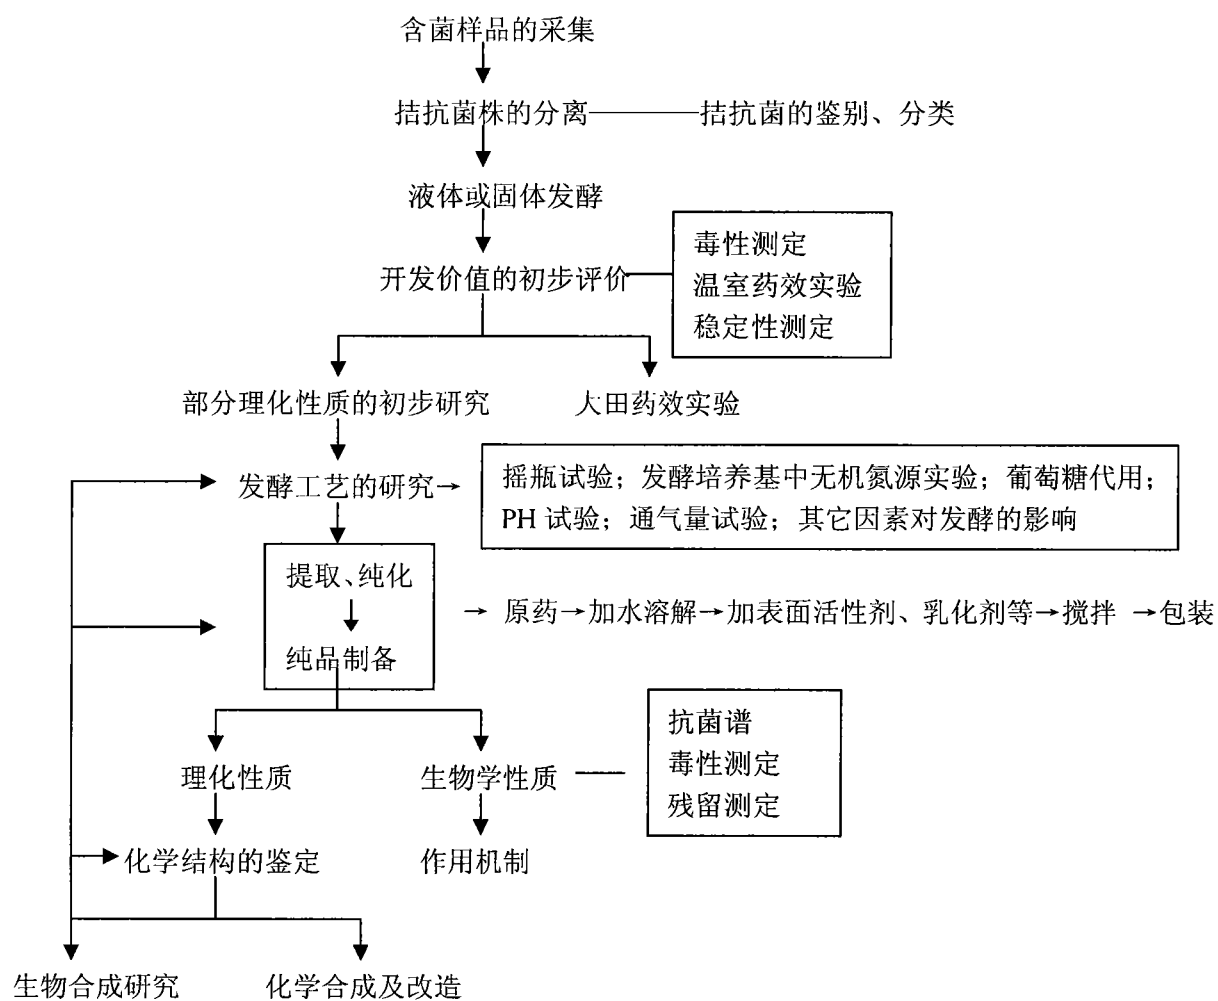 含菌样品的采集
拮抗菌株的分离
拮抗菌的鉴别、分类
液体或固体发酵
开发价值的初步评价
毒性测定
温室药效实验
稳定性测定
部分理化性质的初步研究
大田药效实验
发酵工艺的研究
摇瓶试验；发酵培养基中无机氮源实验；葡萄糖代用；
PH 试验；通气量试验；其它因素对发酵的影响
提取、纯化
纯品制备
原药→加水溶解→加表面活性剂、乳化剂等→搅拌 →包装
理化性质
生物学性质
抗菌谱
毒性测定
残留测定
化学结构的鉴定
作用机制
生物合成研究
化学合成及改造